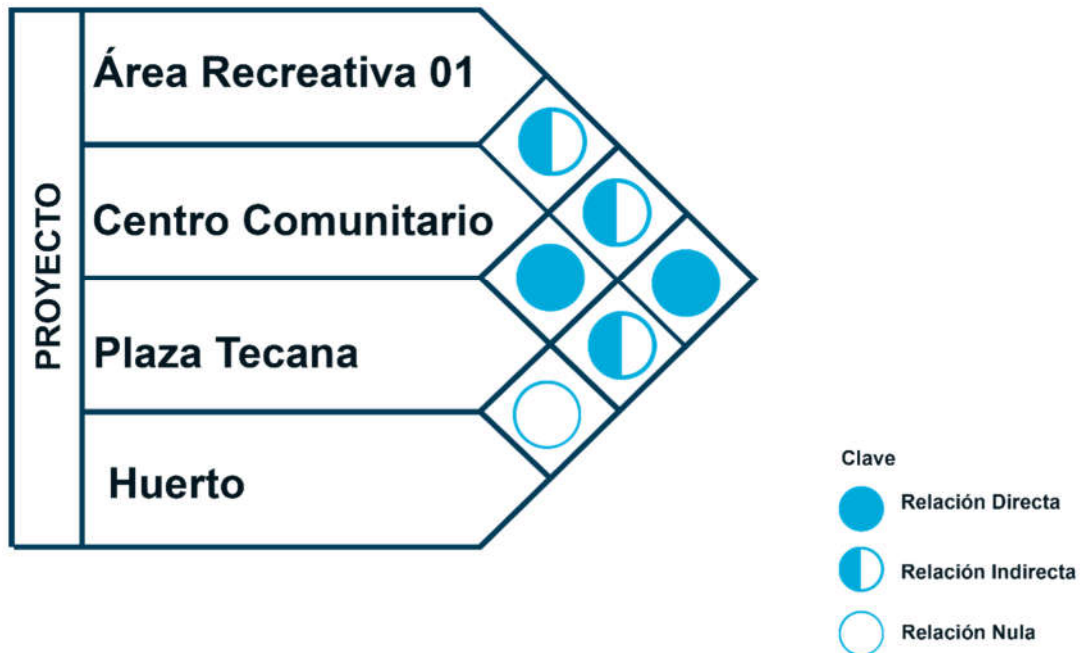 PROYECTO
Área Recreativa 01
Centro Comunitario
Plaza Tecana
Huerto
Clave
Relación Directa
Relación Indirecta
Relación Nula